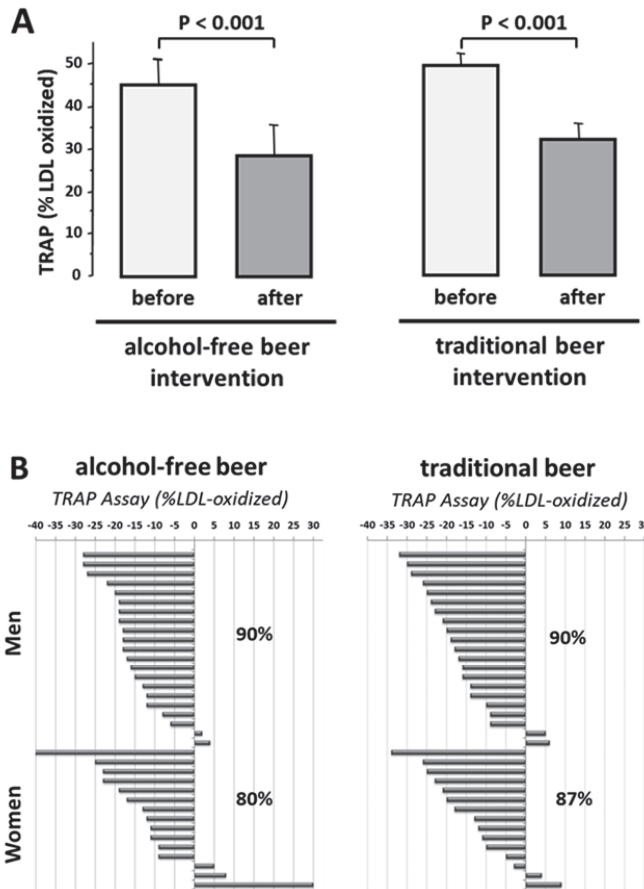 A
P < 0.001
P < 0.001
TRAP (% LDL oxidized)
50
40
30
20
10
0
before after before after
alcohol-free beer intervention
traditional beer intervention
B
alcohol-free beer
TRAP Assay (%LDL-oxidized)
-40 -35 -30 -25 -20 -15 -10 -5 0 5 10 15 20 25 30
traditional beer
TRAP Assay (%LDL-oxidized)
-40 -35 -30 -25 -20 -15 -10 -5 0 5 10 15 20 25 30
Men
90%
90%
Women
80%
87%